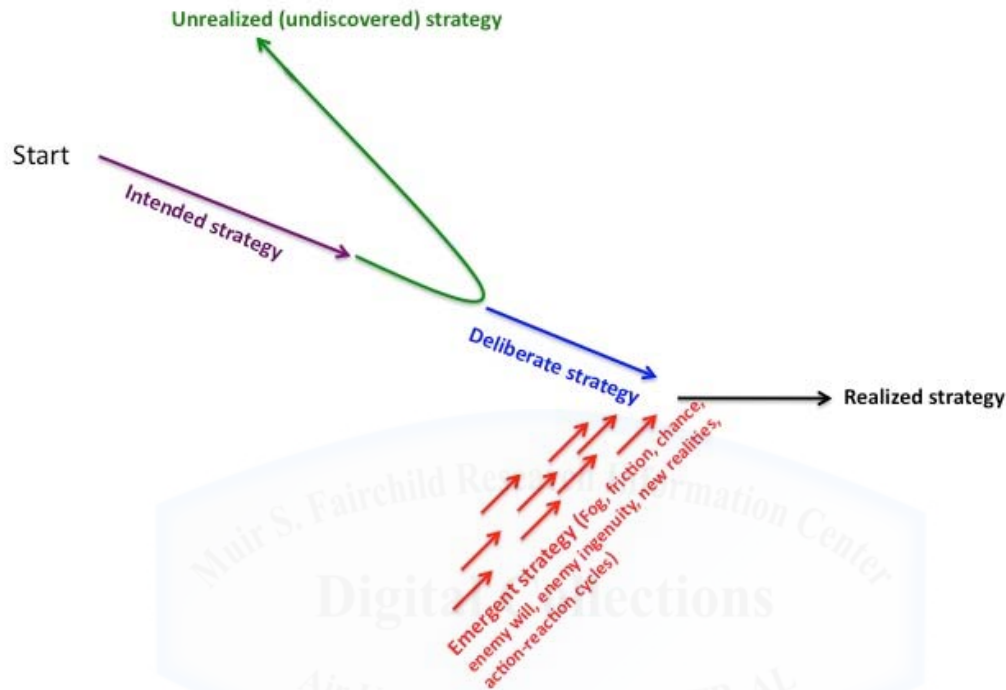 Unrealized (undiscovered) strategy
Start
Intended strategy
Deliberate strategy
Realized strategy
Emergent strategy (Fog, friction, chance,
enemy will, enemy ingenuity, new realities,
action-reaction cycles)
Muir S. Fairchild Research Information Center
Digital Collections